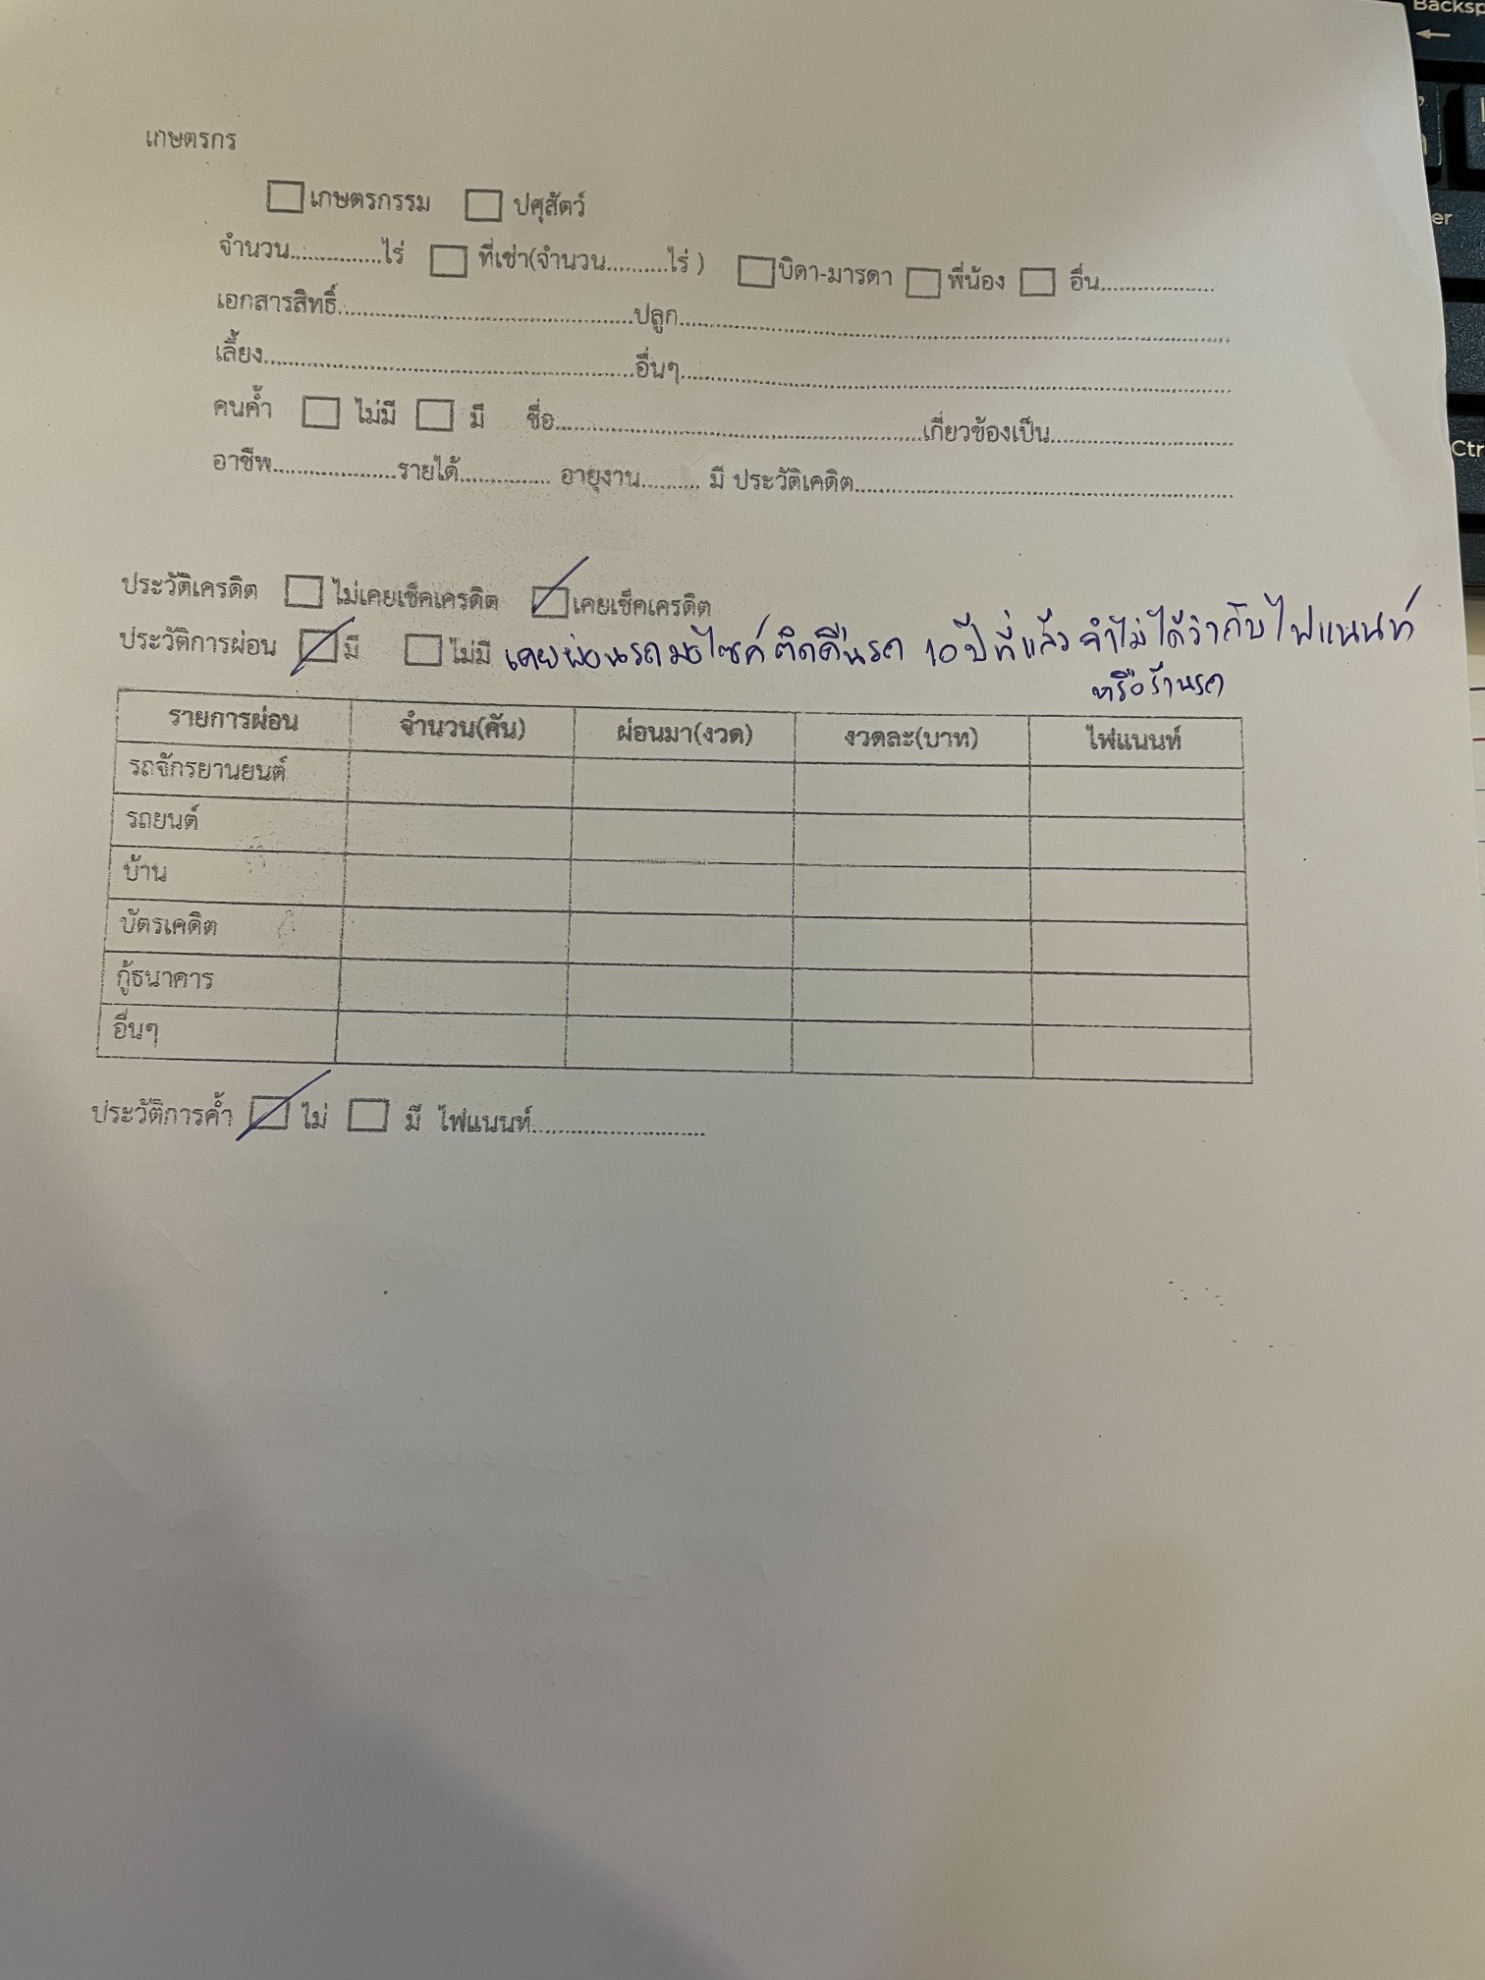 Backsp
er
Ctr
เกษตรกร
☐ เกษตรกรรม ☐ ปศุสัตว์
จำนวน..............ไร่ ☐ ที่เช่า(จำนวน..........ไร่ ) ☐ บิดา-มารดา ☐ พี่น้อง ☐ อื่น..................
เอกสารสิทธิ์................................................ปลูก..........................................................................
เลี้ยง............................................................อื่นๆ..........................................................................
คนค้ำ ☐ ไม่มี ☐ มี ชื่อ..........................................................เกี่ยวข้องเป็น.............................
อาชีพ....................รายได้............... อายุงาน.......... มี ประวัติเคดิต.............................................................
ประวัติเครดิต ☐ ไม่เคยเช็คเครดิต ☑ เคยเช็คเครดิต
ประวัติการผ่อน ☑ มี ☐ ไม่มี เคยผ่อนรถมอไซค์ ติดคืนรถ 10 ปีที่แล้ว จำไม่ได้ว่ากับไฟแนนท์
หรือร้านรถ
รายการผ่อน จำนวน(คัน) ผ่อนมา(งวด) งวดละ(บาท) ไฟแนนท์
รถจักรยานยนต์
รถยนต์
บ้าน
บัตรเคดิต
กู้ธนาคาร
อื่นๆ
ประวัติการค้ำ ☑ ไม่ ☐ มี ไฟแนนท์............................